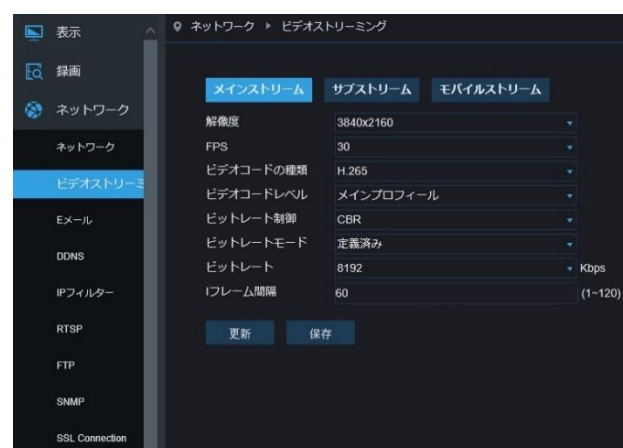 表示
録画
ネットワーク
ネットワーク
ビデオストリーミ
Eメール
DDNS
IPフィルター
RTSP
FTP
SNMP
SSL Connection
ネットワーク ビデオストリーミング
メインストリーム サブストリーム モバイルストリーム
解像度 3840x2160
FPS 30
ビデオコードの種類 H.265
ビデオコードレベル メインプロフィール
ビットレート制御 CBR
ビットレートモード 定義済み
ビットレート 8192 Kbps
Iフレーム間隔 60 (1~120)
更新 保存